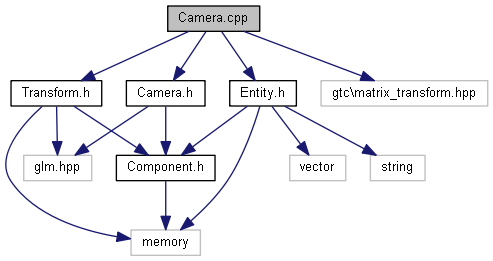 Camera.cpp
Transform.h
Camera.h
Entity.h
gtc\matrix_transform.hpp
glm.hpp
Component.h
vector
string
memory